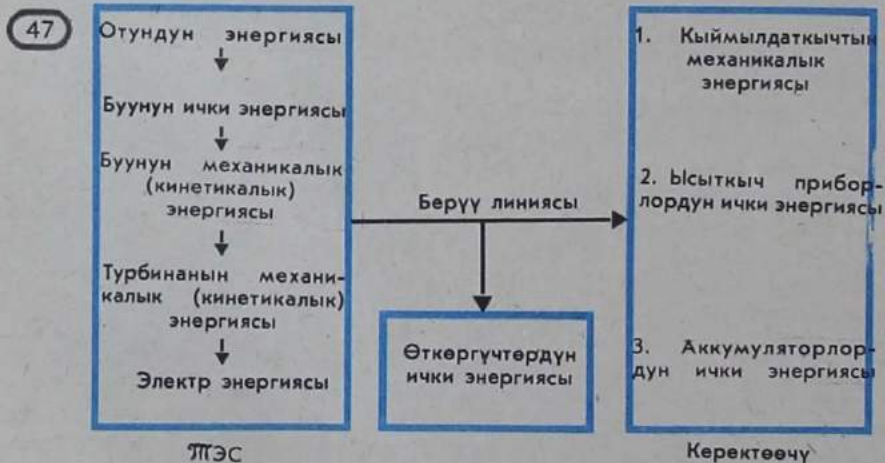 47
Отундун энергиясы
Буунун ички энергиясы
Буунун механикалык
(кинетикалык)
энергиясы
Турбинанын механи-
калык (кинетикалык)
энергиясы
Электр энергиясы
ТЭС
Берүү линиясы
Өткөргүчтөрдүн
ички энергиясы
1. Кыймылдаткычтын
механикалык
энергиясы
2. Ысыткыч прибор-
лордун ички энергиясы
3. Аккумуляторлор-
дун ички энергиясы
Керектөөчү